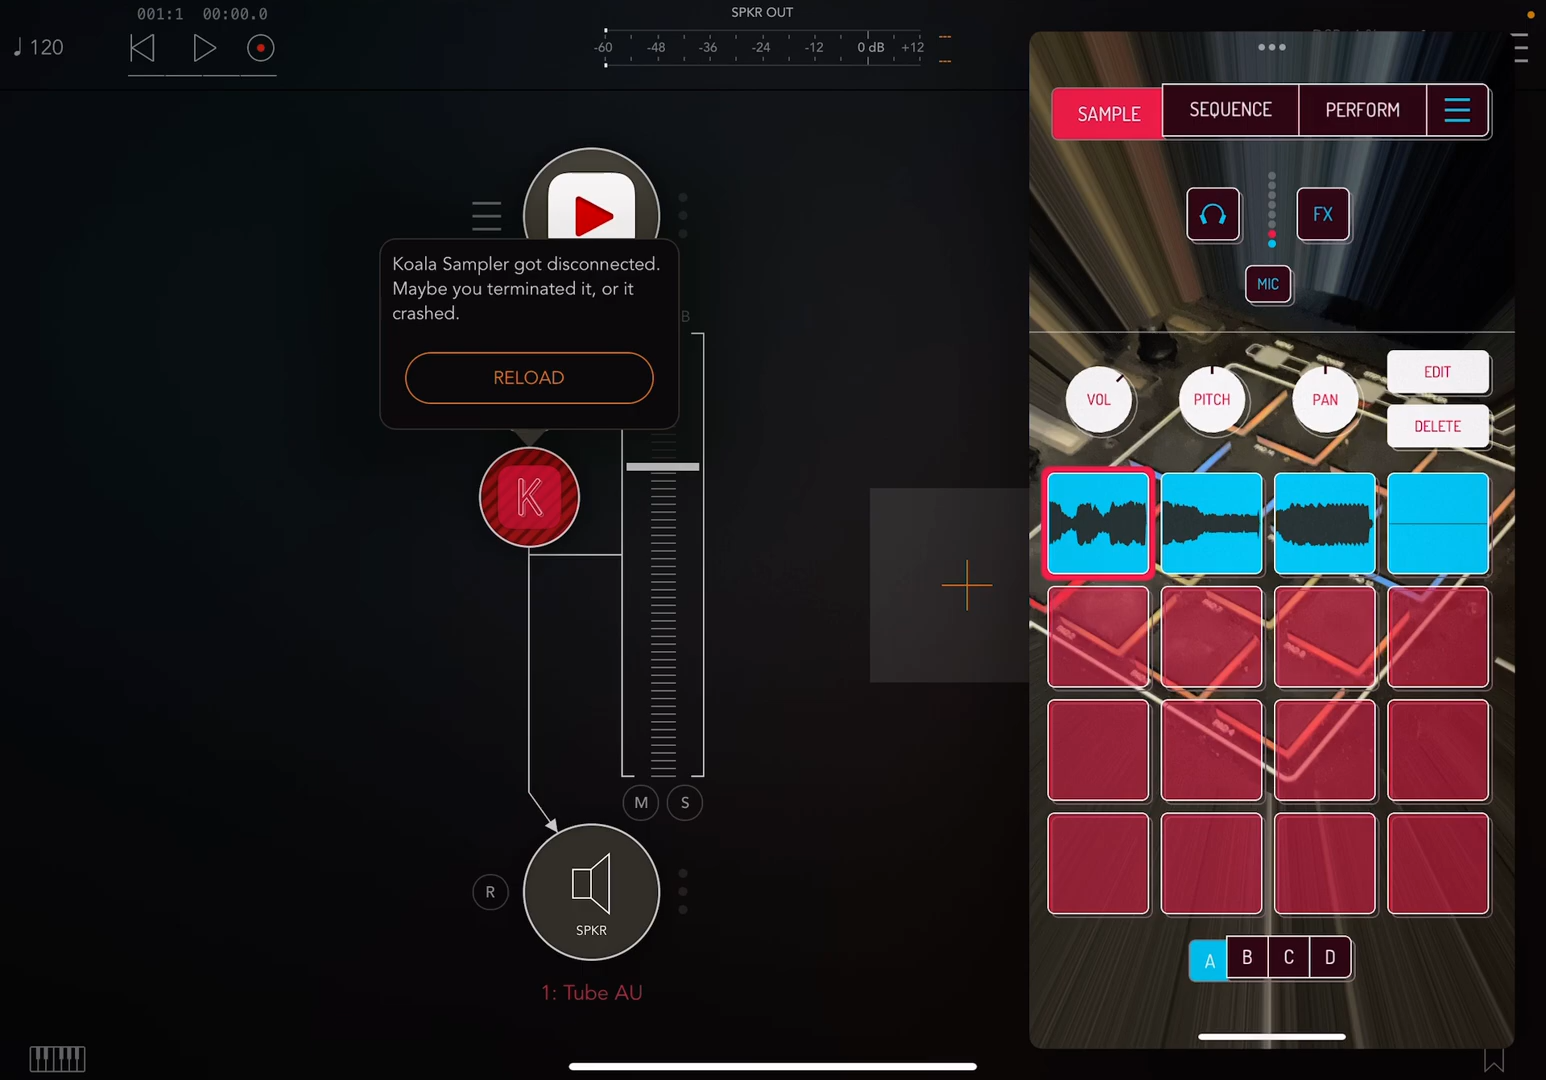 001:1 00:00.0
SPKR OUT
120
-60 -48 -36 -24 -12 0 dB +12
SAMPLE SEQUENCE PERFORM
FX
MIC
Koala Sampler got disconnected.
Maybe you terminated it, or it
crashed.
RELOAD
B
VOL PITCH PAN EDIT
DELETE
K
M S
R
SPKR
A B C D
1: Tube AU